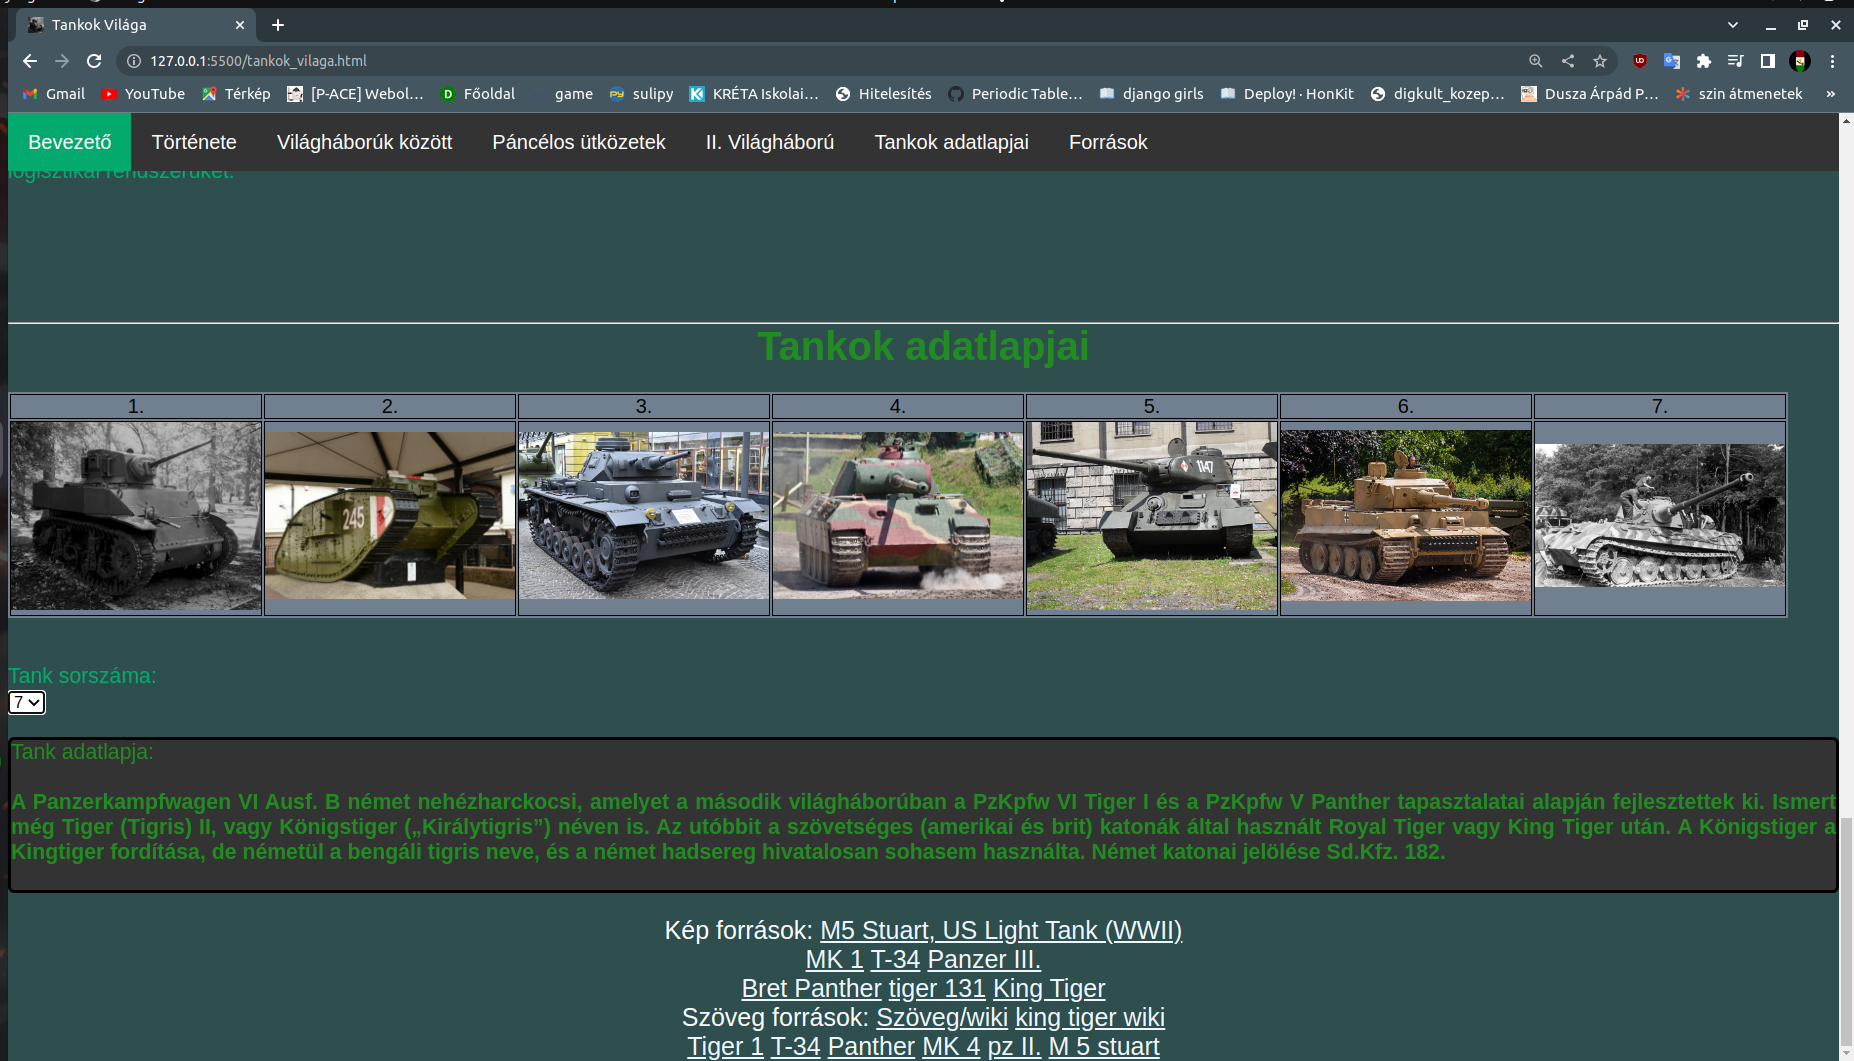 Tankok Világa
127.0.0.1:5500/tankok_vilaga.html
Gmail YouTube Térkép [P-ACE] Webol… Főoldal game sulipy KRÉTA Iskolai… Hitelesítés Periodic Table… django girls Deploy! · HonKit digkult_kozep… Dusza Árpád P… szin átmenetek »
Bevezető Története Világháborúk között Páncélos ütközetek II. Világháború Tankok adatlapjai Források
logisztikai rendszerüket.
Tankok adatlapjai
1. 2. 3. 4. 5. 6. 7.
245 1147
Tank sorszáma:
7
Tank adatlapja:
A Panzerkampfwagen VI Ausf. B német nehézharckocsi, amelyet a második világháborúban a PzKpfw VI Tiger I és a PzKpfw V Panther tapasztalatai alapján fejlesztettek ki. Ismert
még Tiger (Tigris) II, vagy Königstiger („Királytigris”) néven is. Az utóbbit a szövetséges (amerikai és brit) katonák által használt Royal Tiger vagy King Tiger után. A Königstiger a
Kingtiger fordítása, de németül a bengáli tigris neve, és a német hadsereg hivatalosan sohasem használta. Német katonai jelölése Sd.Kfz. 182.
Kép források: M5 Stuart, US Light Tank (WWII)
MK 1 T-34 Panzer III.
Bret Panther tiger 131 King Tiger
Szöveg források: Szöveg/wiki king tiger wiki
Tiger 1 T-34 Panther MK 4 pz II. M 5 stuart